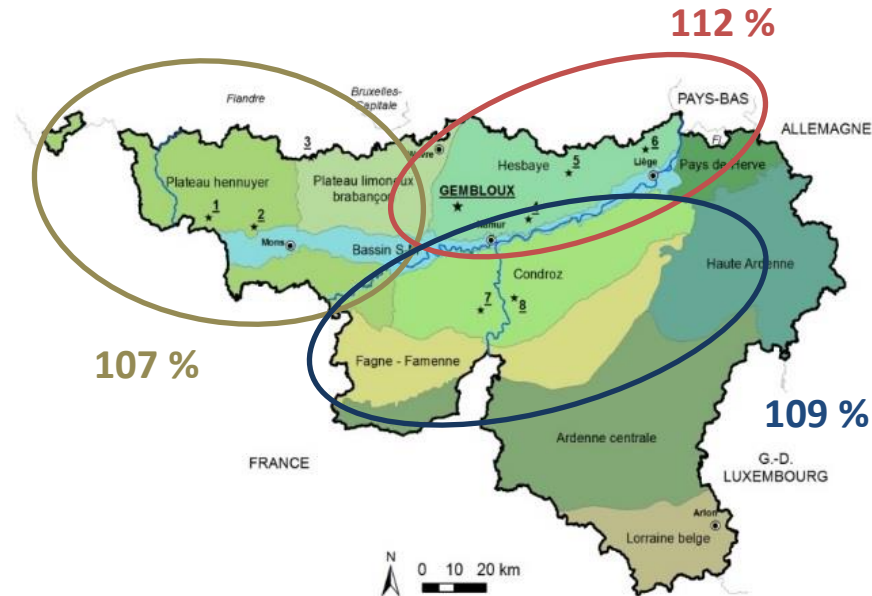 112 %
Flandre
Bruxelles-
Capitale
PAYS-BAS
ALLEMAGNE
3
6
5
Hesbaye
Liège
Pays de Herve
Plateau hennuyer
Plateau limoneux
brabançon
GEMBLOUX
1
2
4
Namur
Mons
Bassin S
Haute Ardenne
Condroz
7
8
107 %
Fagne - Famenne
109 %
Ardenne centrale
FRANCE
G.-D.
LUXEMBOURG
Arlon
Lorraine belge
N
0 10 20 km